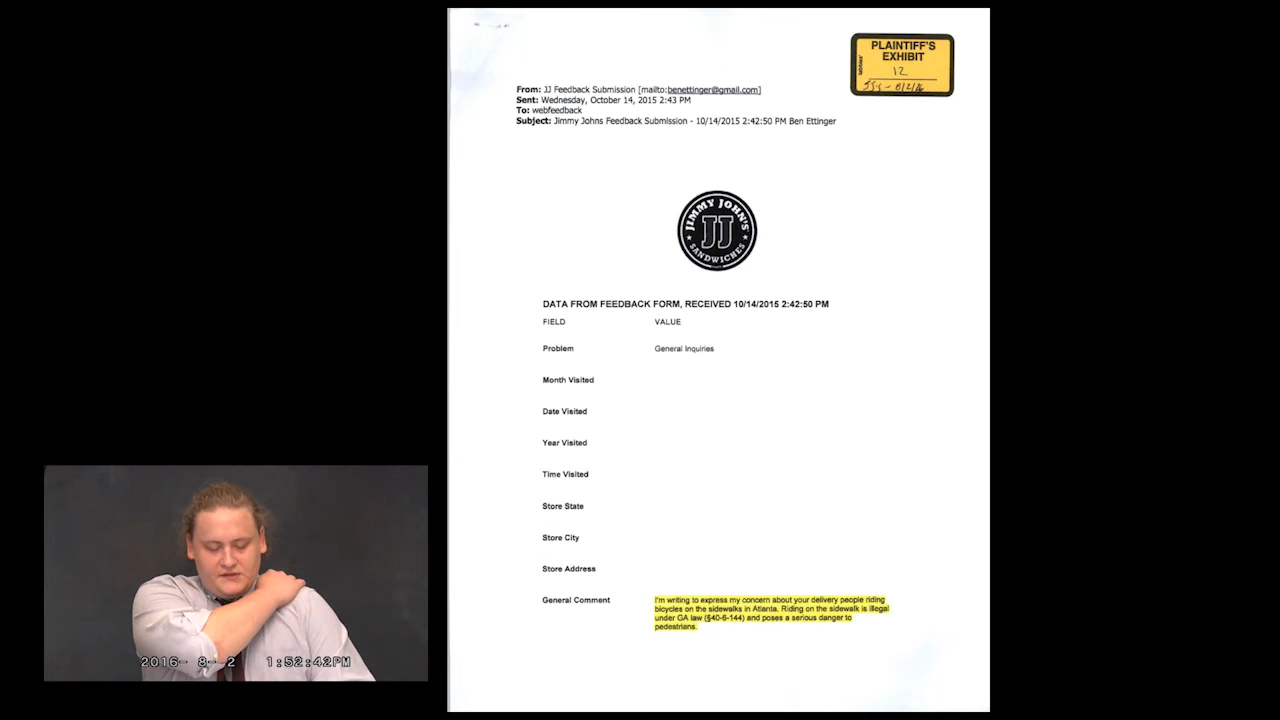 PLAINTIFF'S
EXHIBIT
12
From: JJ Feedback Submission [mailto:benettinger@gmail.com]
Sent: Wednesday, October 14, 2015 2:43 PM
To: webfeedback
Subject: Jimmy Johns Feedback Submission - 10/14/2015 2:42:50 PM Ben Ettinger
JIMMY JOHN'S
JJ
SANDWICHES
DATA FROM FEEDBACK FORM, RECEIVED 10/14/2015 2:42:50 PM
FIELD VALUE
Problem General Inquiries
Month Visited
Date Visited
Year Visited
Time Visited
Store State
Store City
Store Address
General Comment I'm writing to express my concern about your delivery people riding
bicycles on the sidewalks in Atlanta. Riding on the sidewalk is illegal
under GA law (§40-6-144) and poses a serious danger to
pedestrians.
2016- 8- 2 1:52:42PM